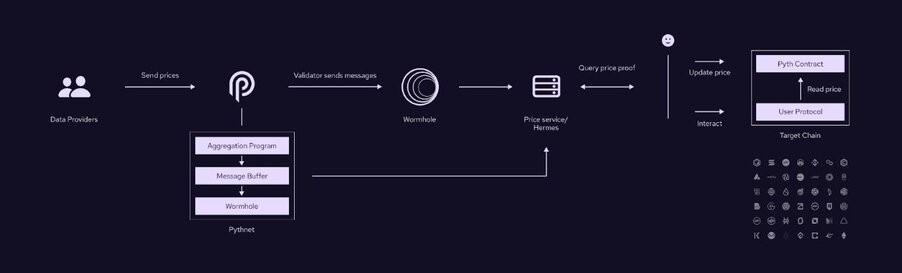 Send prices
Validator sends messages
Query price proof
Update price
Pyth Contract
Read price
User Protocol
Interact
Target Chain
Data Providers
Wormhole
Price service/
Hermes
Aggregation Program
Message Buffer
Wormhole
Pythnet